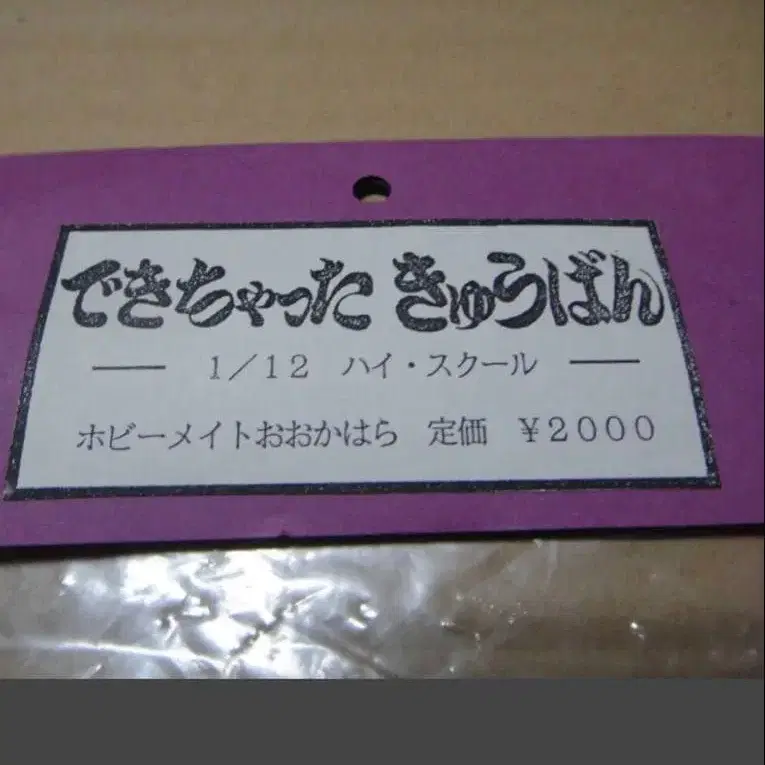 できちゃった きゅうばん
― 1/12 ハイ・スクール ―
ホビーメイトおおかはら 定価 ¥2000